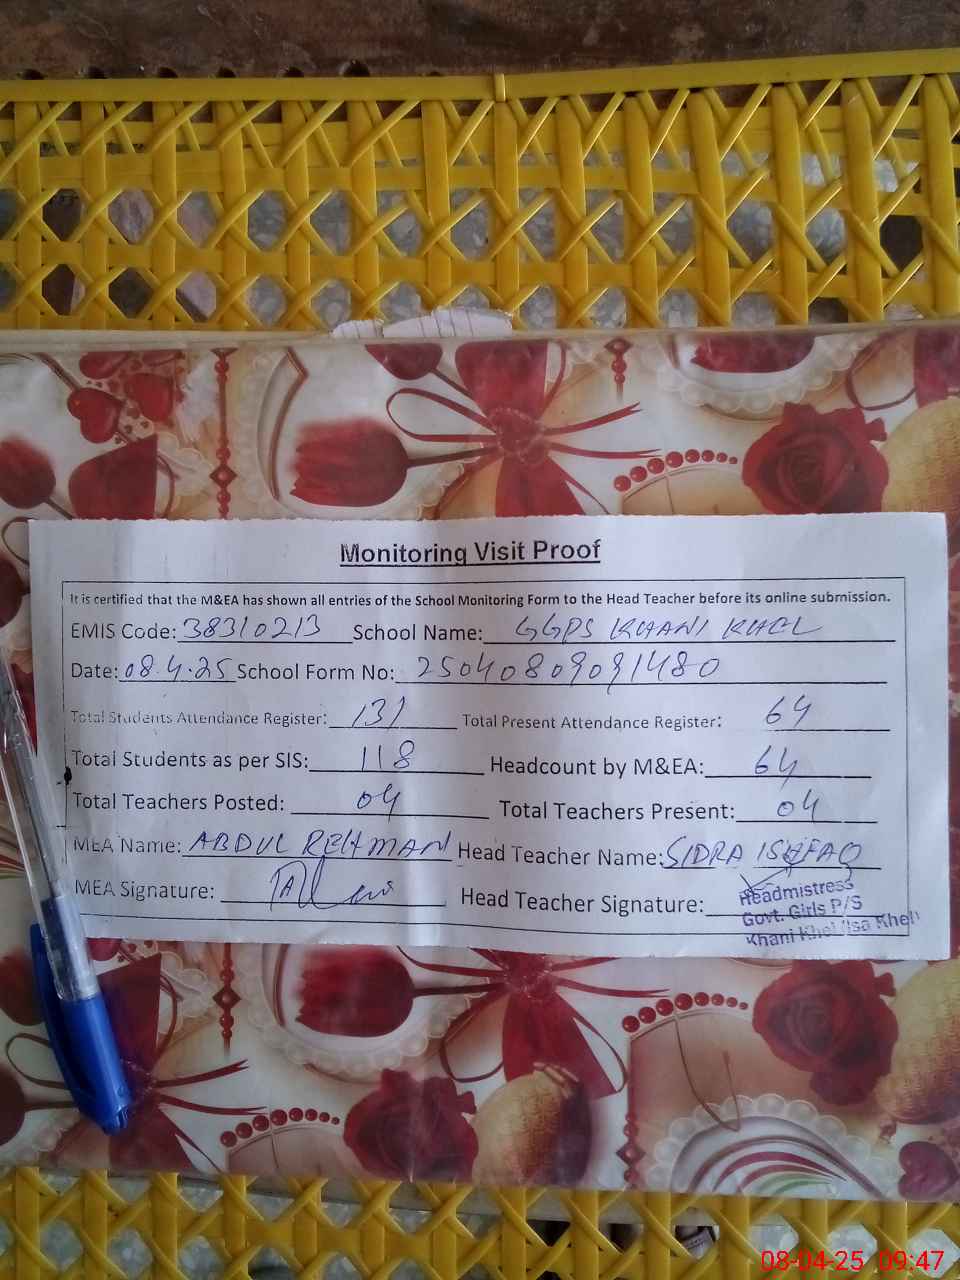 Monitoring Visit Proof
It is certified that the M&EA has shown all entries of the School Monitoring Form to the Head Teacher before its online submission.
EMIS Code: 38310213 School Name: GGPS KHANI KHEL
Date: 08.4.25 School Form No: 25040809091480
Total Students Attendance Register: 131 Total Present Attendance Register: 64
Total Students as per SIS: 118 Headcount by M&EA: 64
Total Teachers Posted: 04 Total Teachers Present: 04
MEA Name: ABDUL REHMAN Head Teacher Name: SIDRA ISHFAQ
MEA Signature: Head Teacher Signature:
Headmistress
Govt. Girls P/S
Khani Khel Isa Khel
08-04-25 09:47